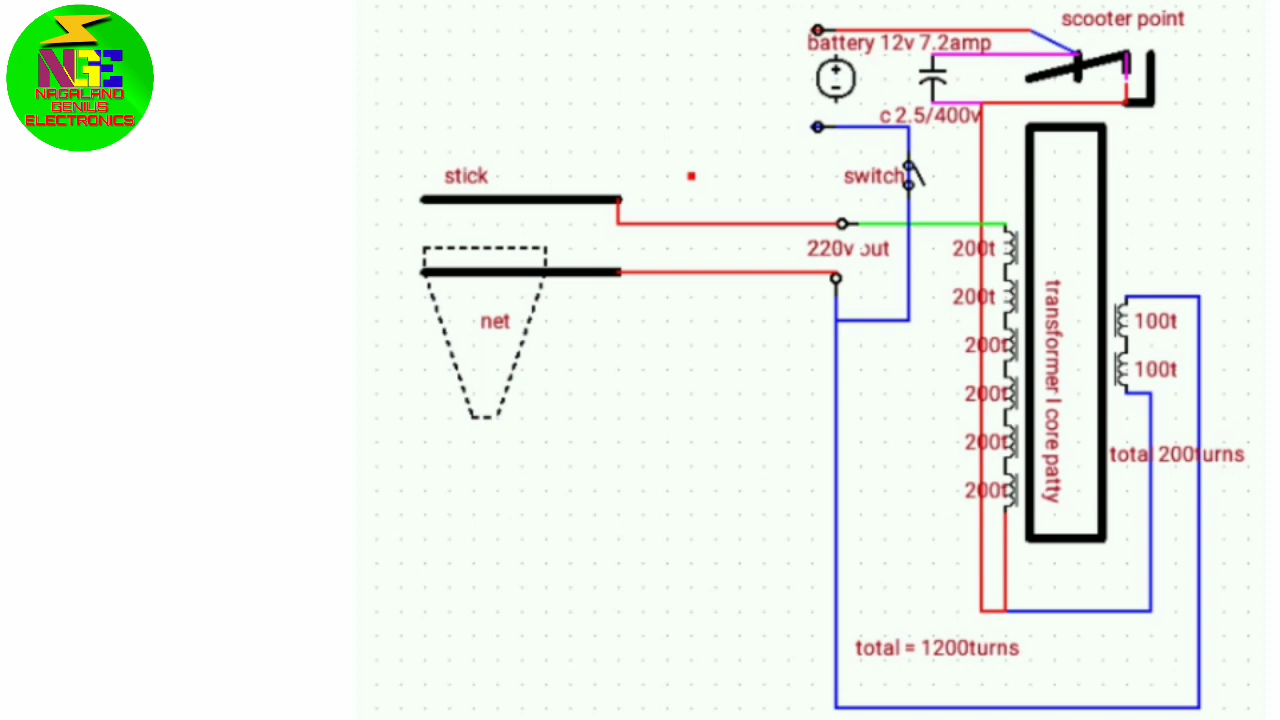 NGE
NAGALAND
GENIUS
ELECTRONICS
scooter point
battery 12v 7.2amp
c 2.5/400v
switch
stick
220v out
net
200t
200t
200t
200t
200t
200t
transformer I core patty
100t
100t
total 200turns
total = 1200turns